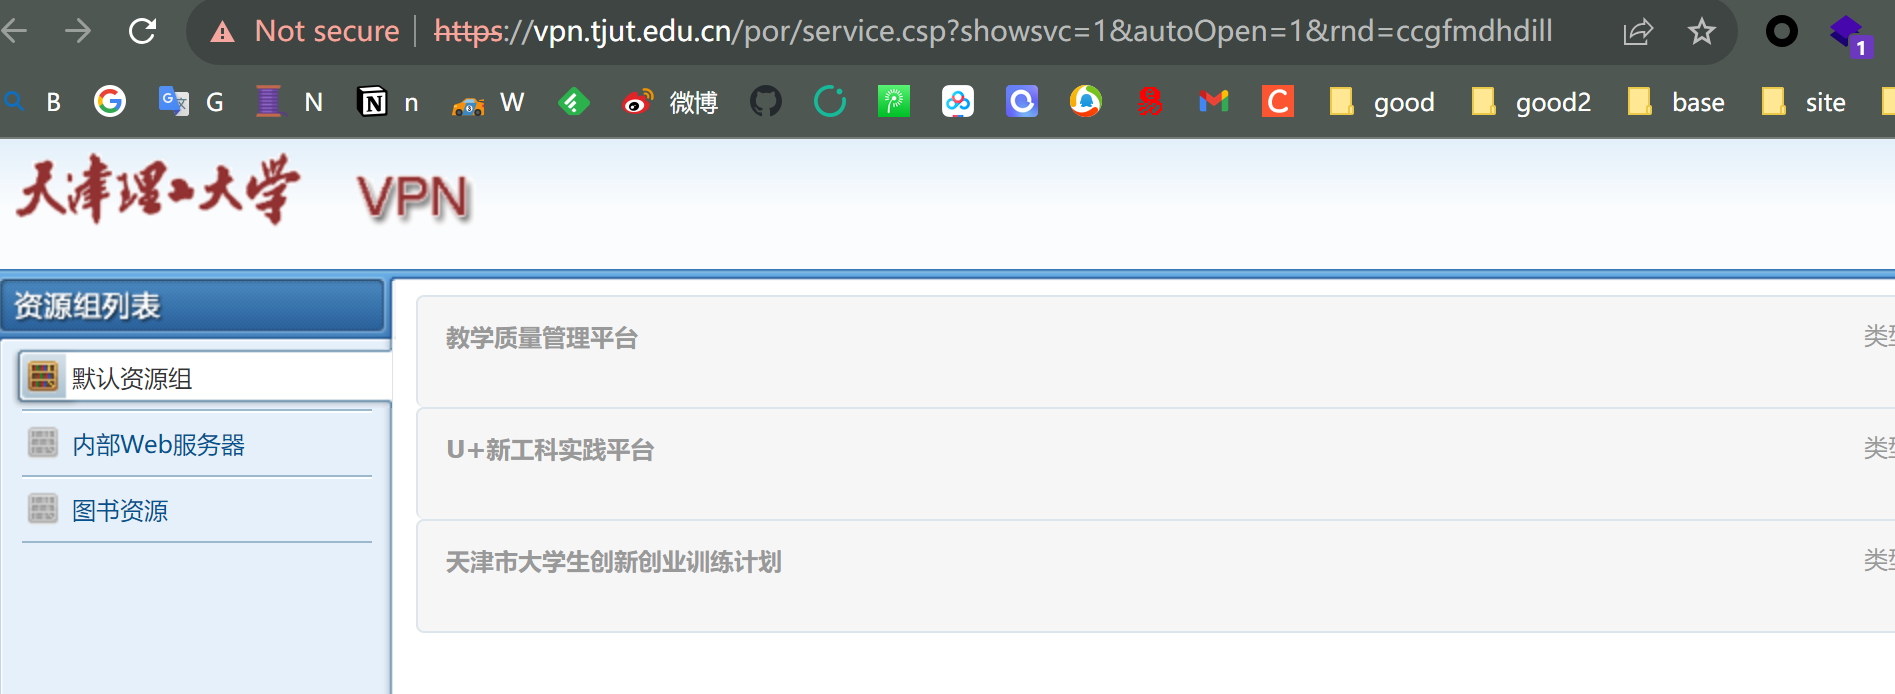 Not secure https://vpn.tjut.edu.cn/por/service.csp?showsvc=1&autoOpen=1&rnd=ccgfmdhdill 1
B G N n W 微博 good good2 base site
天津理工大学 VPN
资源组列表
默认资源组
内部Web服务器
图书资源
教学质量管理平台 类型
U+新工科实践平台 类型
天津市大学生创新创业训练计划 类型